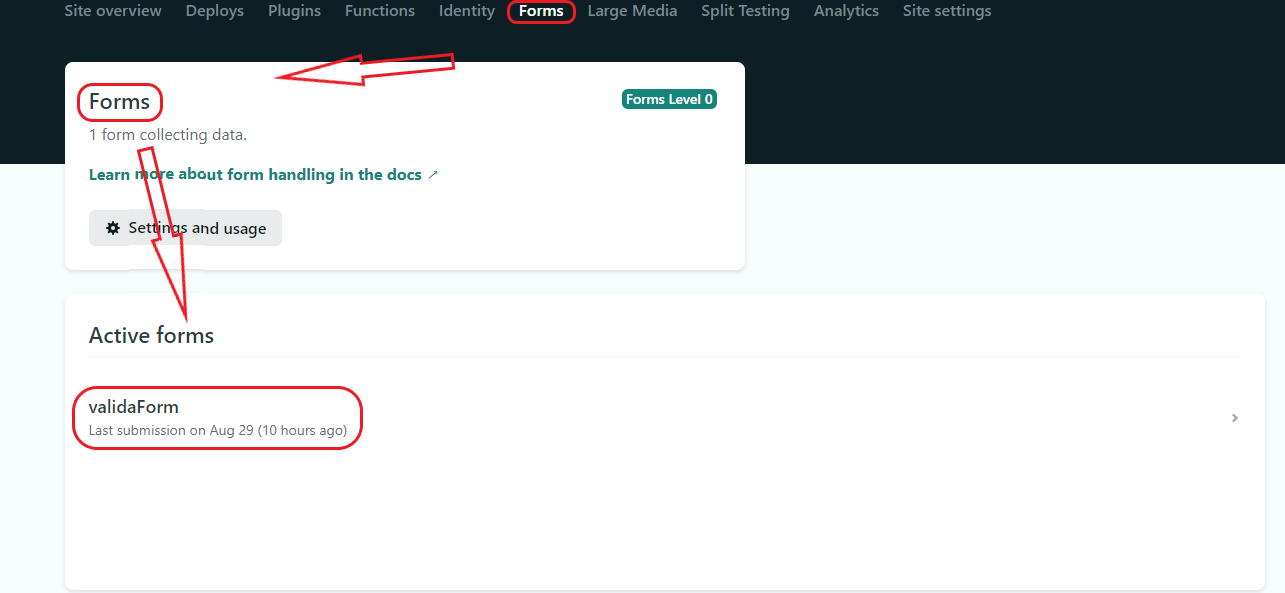 Site overview Deploys Plugins Functions Identity Forms Large Media Split Testing Analytics Site settings
Forms
Forms Level 0
1 form collecting data.
Learn more about form handling in the docs ↗
Settings and usage
Active forms
validaForm
Last submission on Aug 29 (10 hours ago)